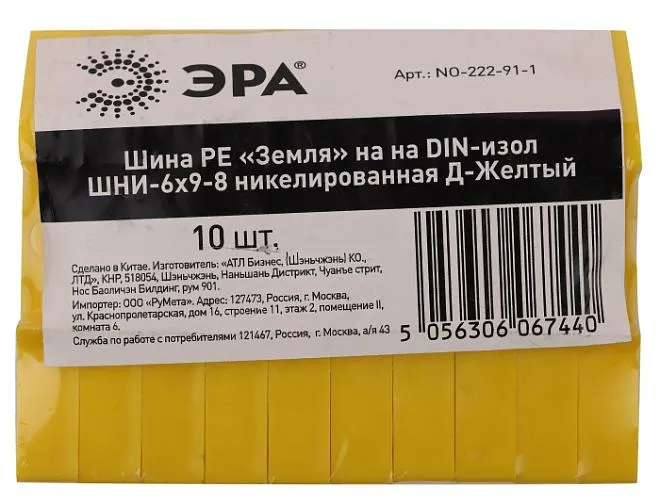 ЭРА®
Арт.: NO-222-91-1
Шина PE «Земля» на на DIN-изол
ШНИ-6х9-8 никелированная Д-Желтый
10 шт.
Сделано в Китае. Изготовитель: «АТЛ Бизнес, (Шэньчжэнь) КО.,
ЛТД», КНР, 518054, Шэньчжэнь, Наньшань Дистрикт, Чуанъе стрит,
Нос Баоличэн Билдинг, рум 901.
Импортер: ООО «РуМета». Адрес: 127473, Россия, г. Москва,
ул. Краснопролетарская, дом 16, строение 11, этаж 2, помещение II,
комната 6.
Служба по работе с потребителями 121467, Россия, г. Москва, а/я 43
5 056306 067440